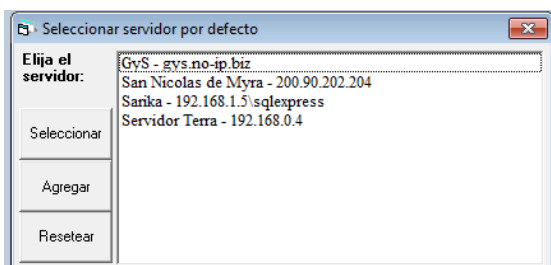 Seleccionar servidor por defecto
Elija el
servidor:
GyS - gys.no-ip.biz
San Nicolas de Myra - 200.90.202.204
Sarika - 192.168.1.5\sqlexpress
Servidor Terra - 192.168.0.4
Seleccionar
Agregar
Resetear